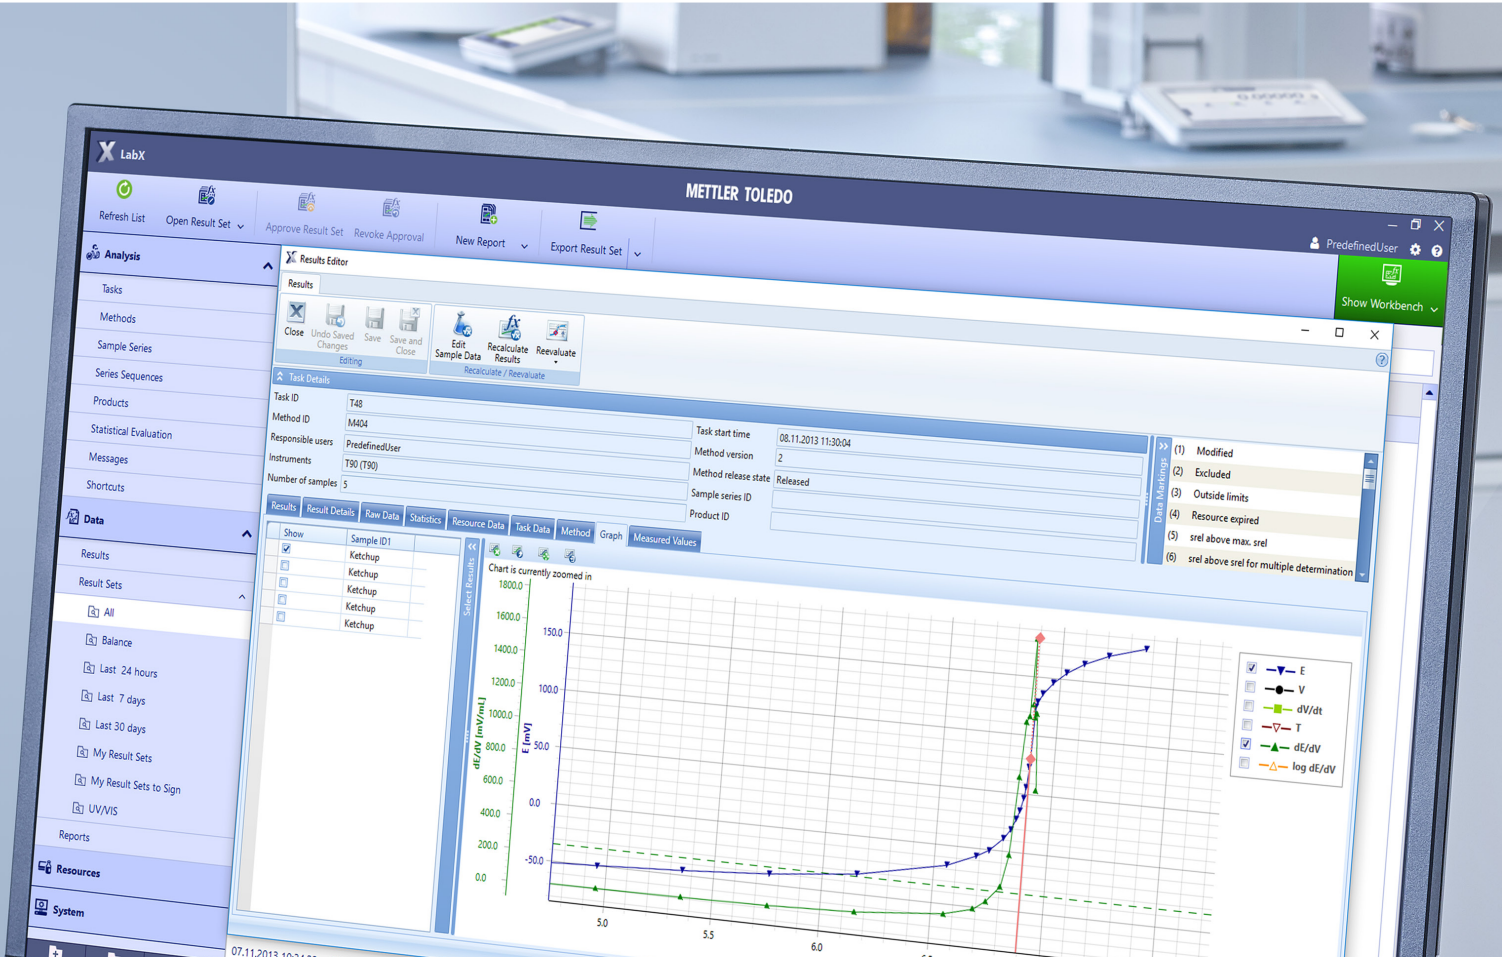 0.00000 g
LabX
METTLER TOLEDO
Refresh List
Open Result Set
Approve Result Set
Revoke Approval
New Report
Export Result Set
PredefinedUser
Show Workbench
Analysis
Tasks
Methods
Sample Series
Series Sequences
Products
Statistical Evaluation
Messages
Shortcuts
Data
Results
Result Sets
All
Balance
Last 24 hours
Last 7 days
Last 30 days
My Result Sets
My Result Sets to Sign
UV/VIS
Reports
Resources
System
Results Editor
Results
Close
Undo Saved
Changes
Save
Save and
Close
Editing
Edit
Sample Data
Recalculate
Results
Reevaluate
Recalculate / Reevaluate
Task Details
Task ID
T48
Method ID
M404
Responsible users
PredefinedUser
Instruments
T90 (T90)
Number of samples
5
Task start time
08.11.2013 11:30:04
Method version
2
Method release state
Released
Sample series ID
Product ID
Data Markings
(1) Modified
(2) Excluded
(3) Outside limits
(4) Resource expired
(5) srel above max. srel
(6) srel above srel for multiple determination
Results
Result Details
Raw Data
Statistics
Resource Data
Task Data
Method
Graph
Measured Values
Show
Sample ID1
Ketchup
Ketchup
Ketchup
Ketchup
Ketchup
Select Results
Chart is currently zoomed in
1800.0
1600.0
1400.0
1200.0
1000.0
800.0
600.0
400.0
200.0
0.0
dE/dV [mV/mL]
150.0
100.0
50.0
0.0
-50.0
E [mV]
5.0
5.5
6.0
E
V
dV/dt
T
dE/dV
log dE/dV